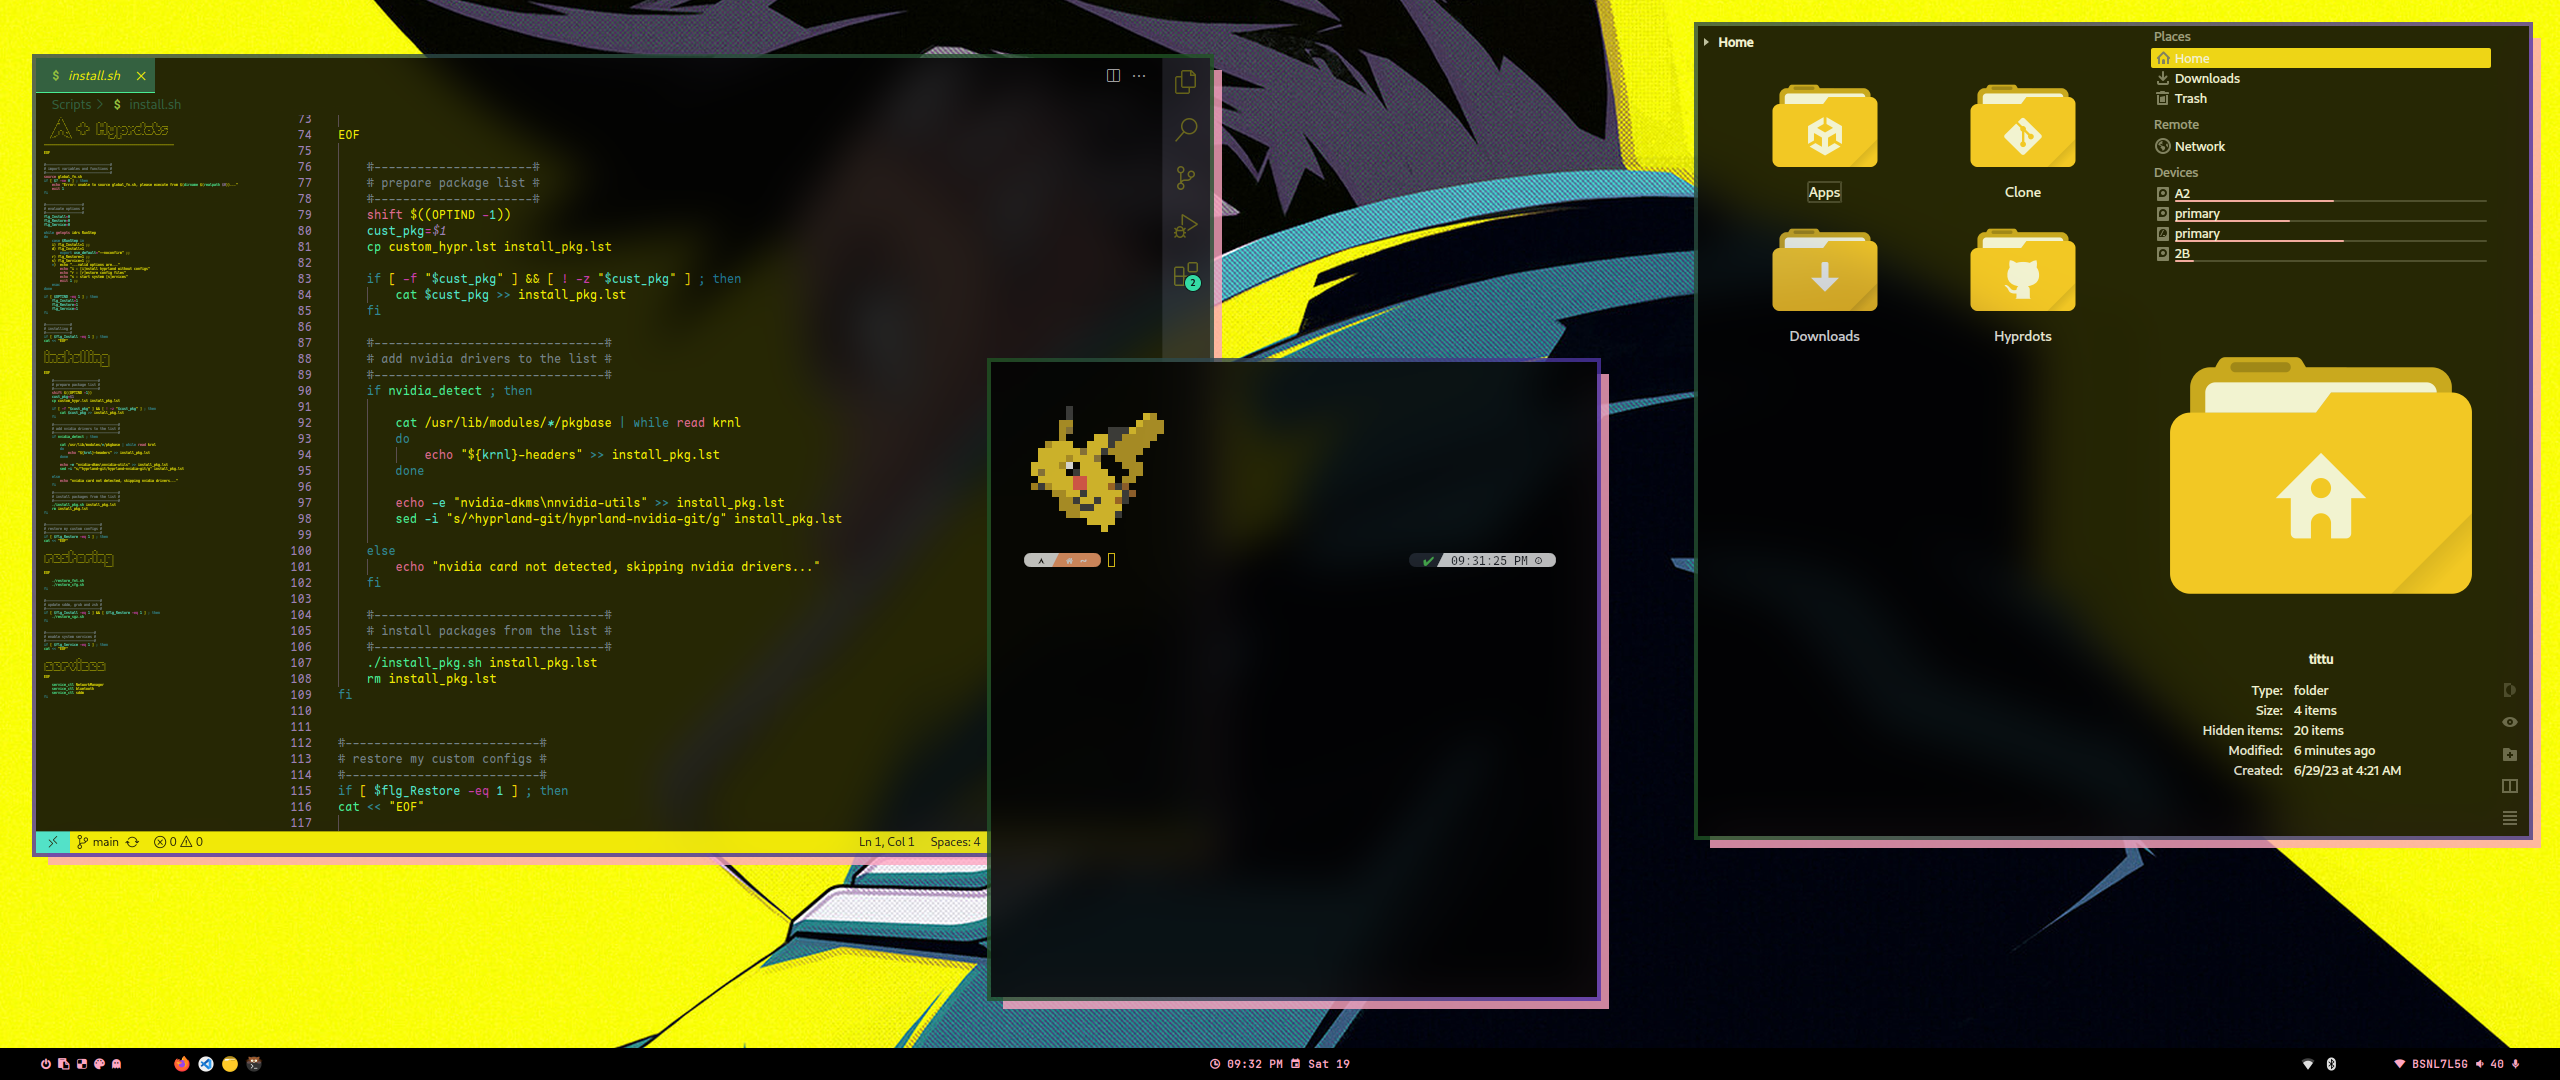 $ install.sh ×
Scripts > $ install.sh
+ Hyprdots
installing
restoring
services
73
74 EOF
75
76 #----------------------#
77 # prepare package list #
78 #----------------------#
79 shift $((OPTIND -1))
80 cust_pkg=$1
81 cp custom_hypr.lst install_pkg.lst
82
83 if [ -f "$cust_pkg" ] && [ ! -z "$cust_pkg" ] ; then
84 cat $cust_pkg >> install_pkg.lst
85 fi
86
87 #--------------------------------#
88 # add nvidia drivers to the list #
89 #--------------------------------#
90 if nvidia_detect ; then
91
92 cat /usr/lib/modules/*/pkgbase | while read krnl
93 do
94 echo "${krnl}-headers" >> install_pkg.lst
95 done
96
97 echo -e "nvidia-dkms\nnvidia-utils" >> install_pkg.lst
98 sed -i "s/^hyprland-git/hyprland-nvidia-git/g" install_pkg.lst
99
100 else
101 echo "nvidia card not detected, skipping nvidia drivers..."
102 fi
103
104 #--------------------------------#
105 # install packages from the list #
106 #--------------------------------#
107 ./install_pkg.sh install_pkg.lst
108 rm install_pkg.lst
109 fi
110
111
112 #---------------------------#
113 # restore my custom configs #
114 #---------------------------#
115 if [ $flg_Restore -eq 1 ] ; then
116 cat << "EOF"
117
2
main 0 0 Ln 1, Col 1 Spaces: 4
09:31:25 PM
Home
Apps
Clone
Downloads
Hyprdots
Places
Home
Downloads
Trash
Remote
Network
Devices
A2
primary
primary
2B
tittu
Type: folder
Size: 4 items
Hidden items: 20 items
Modified: 6 minutes ago
Created: 6/29/23 at 4:21 AM
09:32 PM Sat 19
BSNL7L5G 40